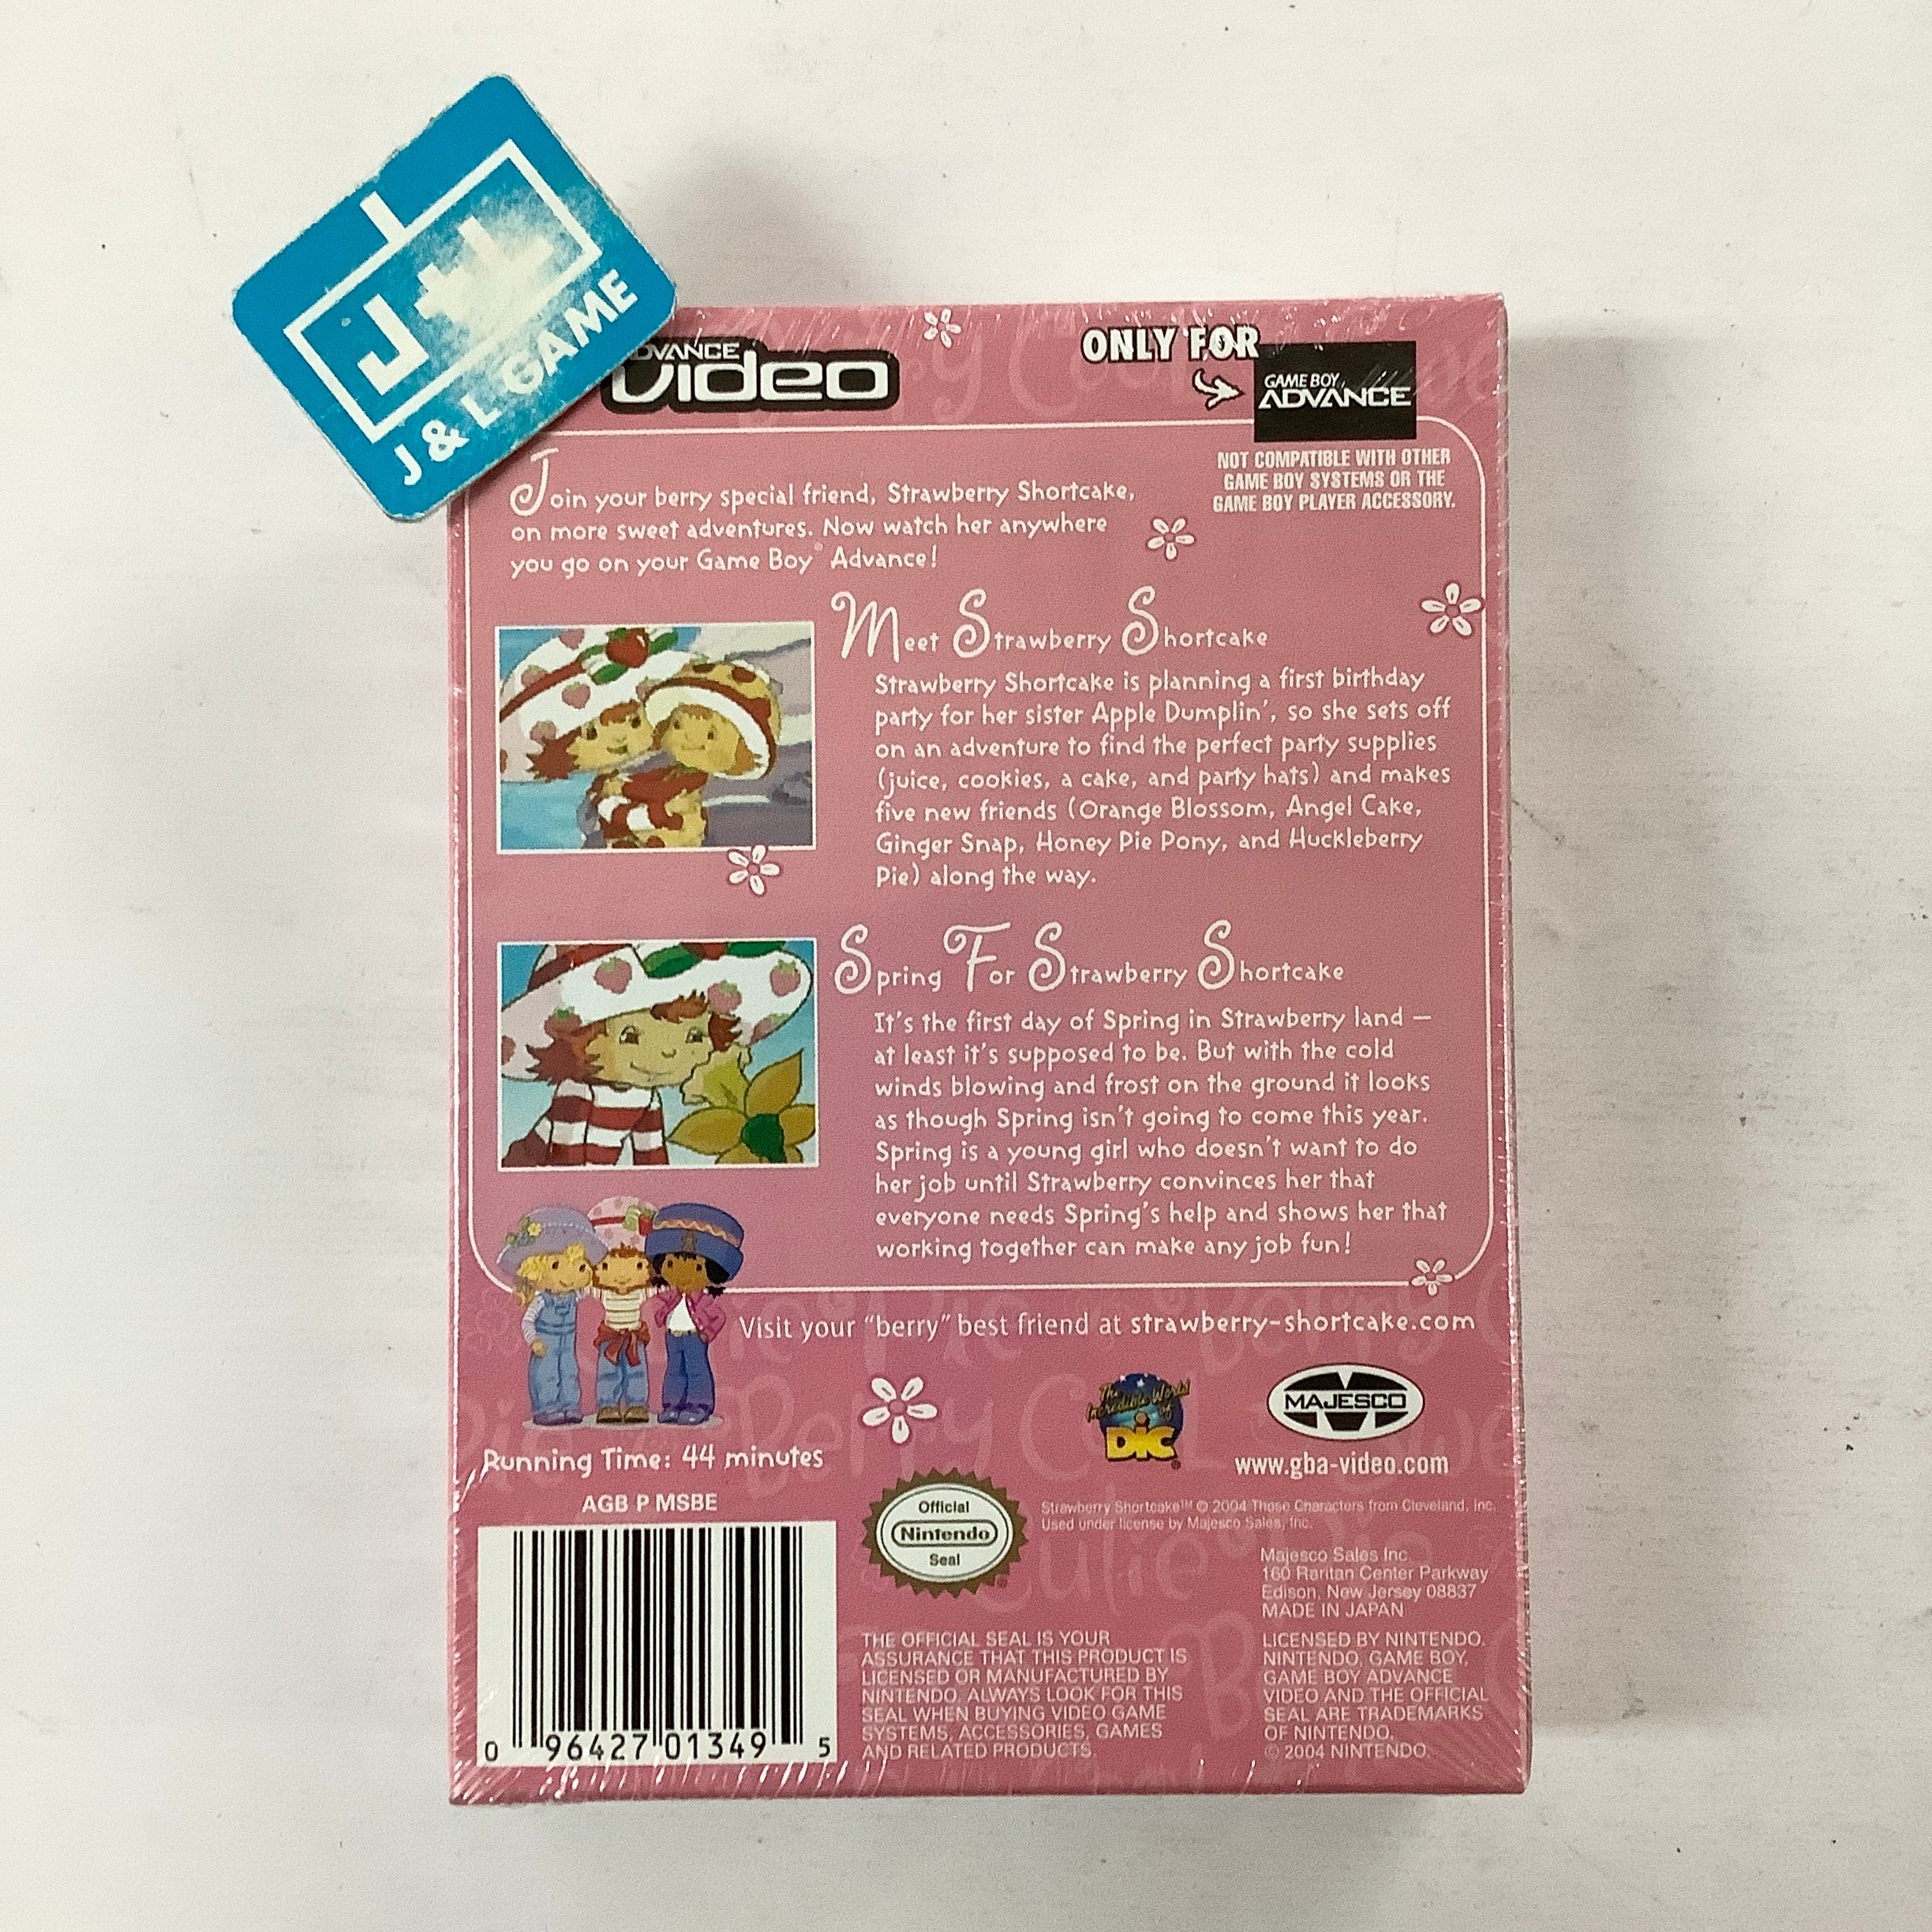 J L
J & L GAME
DVANCE
video
ONLY FOR
GAME BOY
ADVANCE
NOT COMPATIBLE WITH OTHER
GAME BOY SYSTEMS OR THE
GAME BOY PLAYER ACCESSORY.
Join your berry special friend, Strawberry Shortcake,
on more sweet adventures. Now watch her anywhere
you go on your Game Boy® Advance!
Meet Strawberry Shortcake
Strawberry Shortcake is planning a first birthday
party for her sister Apple Dumplin', so she sets off
on an adventure to find the perfect party supplies
(juice, cookies, a cake, and party hats) and makes
five new friends (Orange Blossom, Angel Cake,
Ginger Snap, Honey Pie Pony, and Huckleberry
Pie) along the way.
Spring For Strawberry Shortcake
It's the first day of Spring in Strawberry land —
at least it's supposed to be. But with the cold
winds blowing and frost on the ground it looks
as though Spring isn't going to come this year.
Spring is a young girl who doesn't want to do
her job until Strawberry convinces her that
everyone needs Spring's help and shows her that
working together can make any job fun!
Visit your "berry" best friend at strawberry-shortcake.com
The
Incredible World
of
DIC
MAJESCO
www.gba-video.com
Running Time: 44 minutes
AGB P MSBE
0 96427 01349 5
Official
Nintendo
Seal
Strawberry Shortcake™ © 2004 Those Characters from Cleveland, Inc.
Used under license by Majesco Sales, Inc.
Majesco Sales Inc.
160 Raritan Center Parkway
Edison, New Jersey 08837
MADE IN JAPAN
THE OFFICIAL SEAL IS YOUR
ASSURANCE THAT THIS PRODUCT IS
LICENSED OR MANUFACTURED BY
NINTENDO. ALWAYS LOOK FOR THIS
SEAL WHEN BUYING VIDEO GAME
SYSTEMS, ACCESSORIES, GAMES
AND RELATED PRODUCTS.
LICENSED BY NINTENDO.
NINTENDO, GAME BOY,
GAME BOY ADVANCE
VIDEO AND THE OFFICIAL
SEAL ARE TRADEMARKS
OF NINTENDO.
© 2004 NINTENDO.